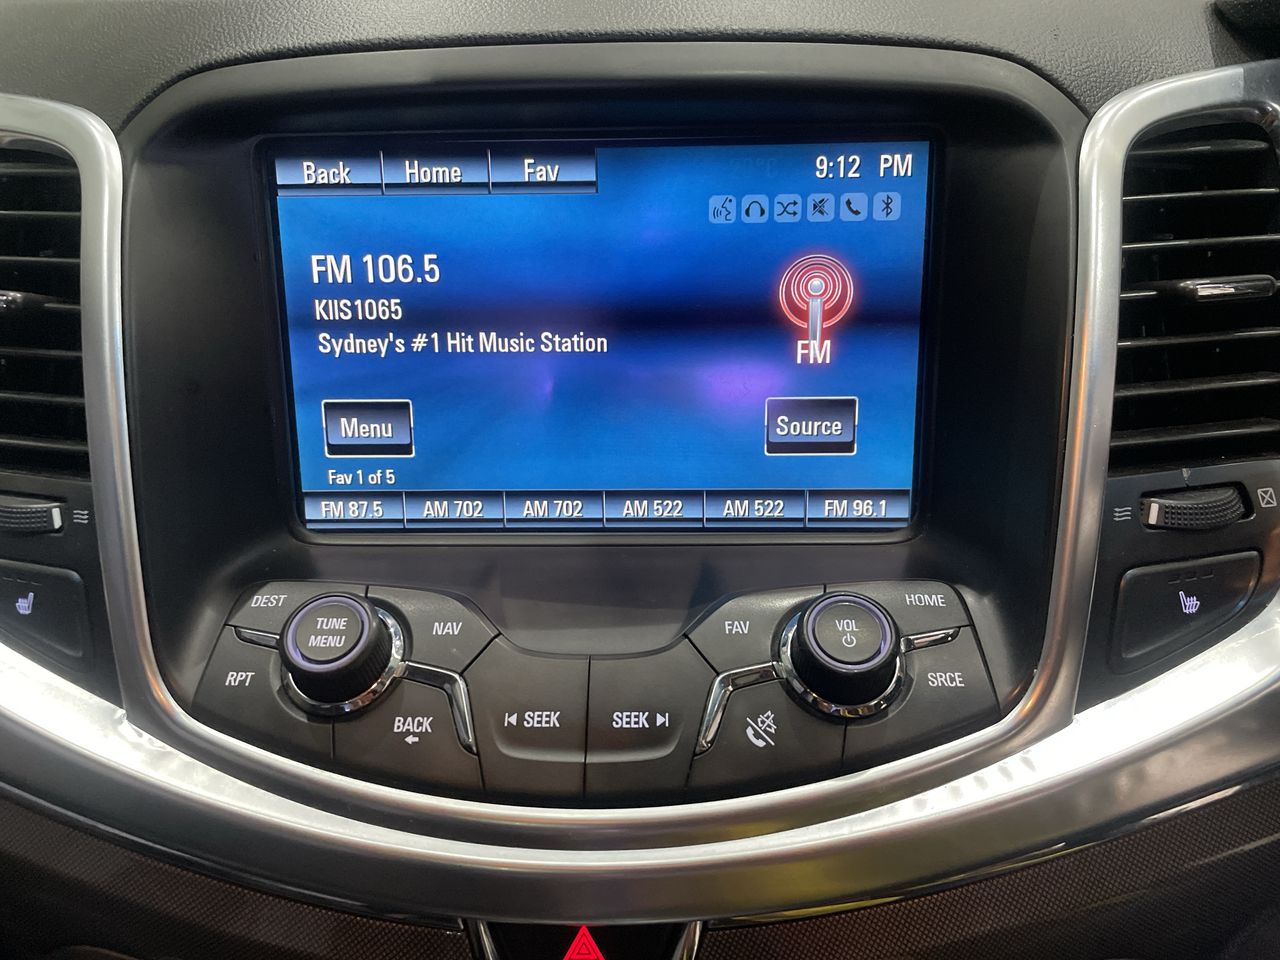 Back Home Fav 9:12 PM
FM 106.5
KIIS1065
Sydney's #1 Hit Music Station
FM
Menu Source
Fav 1 of 5
FM 87.5 AM 702 AM 702 AM 522 AM 522 FM 96.1
DEST TUNE MENU NAV FAV VOL HOME
RPT BACK SEEK SEEK SRCE